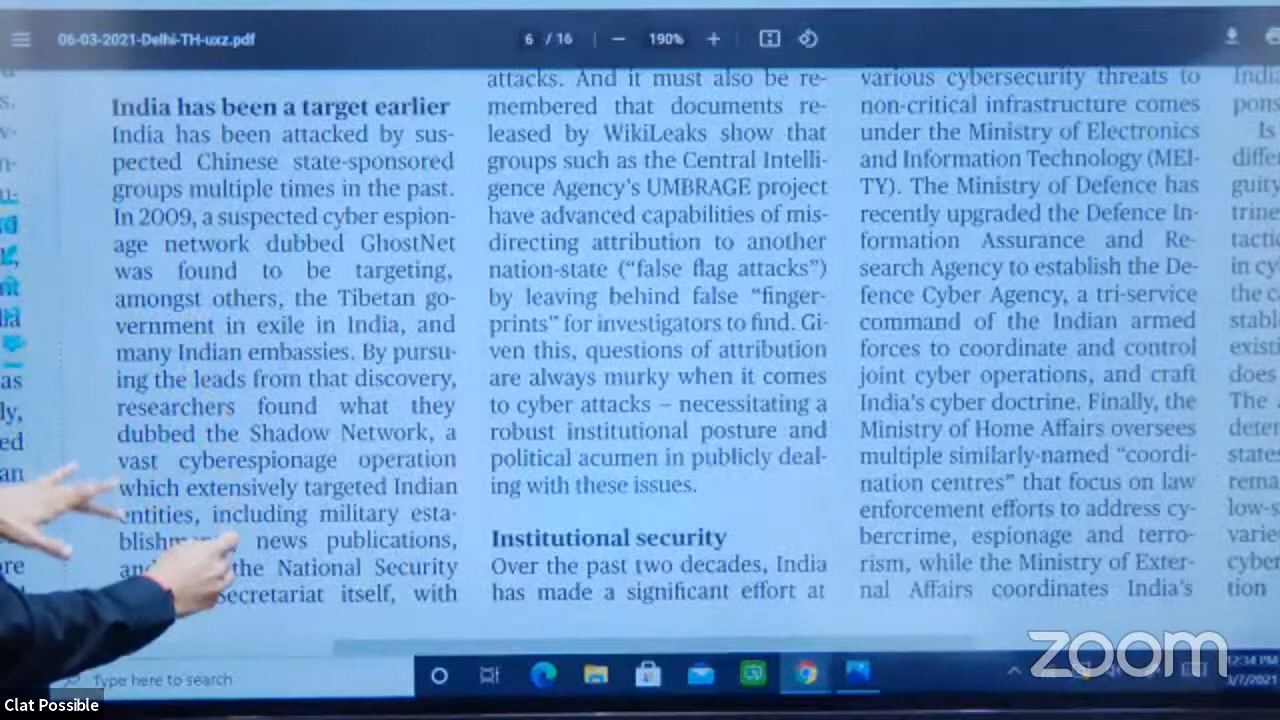 06-03-2021-Delhi-TH-uxz.pdf
6 / 16
190%
India has been a target earlier
India has been attacked by sus-
pected Chinese state-sponsored
groups multiple times in the past.
In 2009, a suspected cyber espion-
age network dubbed GhostNet
was found to be targeting,
amongst others, the Tibetan go-
vernment in exile in India, and
many Indian embassies. By pursu-
ing the leads from that discovery,
researchers found what they
dubbed the Shadow Network, a
vast cyberespionage operation
which extensively targeted Indian
entities, including military esta-
news publications,
the National Security
Secretariat itself, with
attacks. And it must also be re-
membered that documents re-
leased by WikiLeaks show that
groups such as the Central Intelli-
gence Agency's UMBRAGE project
have advanced capabilities of mis-
directing attribution to another
nation-state (“false flag attacks”)
by leaving behind false “finger-
prints” for investigators to find. Gi-
ven this, questions of attribution
are always murky when it comes
to cyber attacks – necessitating a
robust institutional posture and
political acumen in publicly deal-
ing with these issues.
Institutional security
Over the past two decades, India
has made a significant effort at
various cybersecurity threats to
non-critical infrastructure comes
under the Ministry of Electronics
and Information Technology (MEI-
TY). The Ministry of Defence has
recently upgraded the Defence In-
formation Assurance and Re-
search Agency to establish the De-
fence Cyber Agency, a tri-service
command of the Indian armed
forces to coordinate and control
joint cyber operations, and craft
India's cyber doctrine. Finally, the
Ministry of Home Affairs oversees
multiple similarly-named “coordi-
nation centres” that focus on law
enforcement efforts to address cy-
bercrime, espionage and terro-
rism, while the Ministry of Exter-
nal Affairs coordinates India's
Type here to search
zoom
12:34 PM
Clat Possible